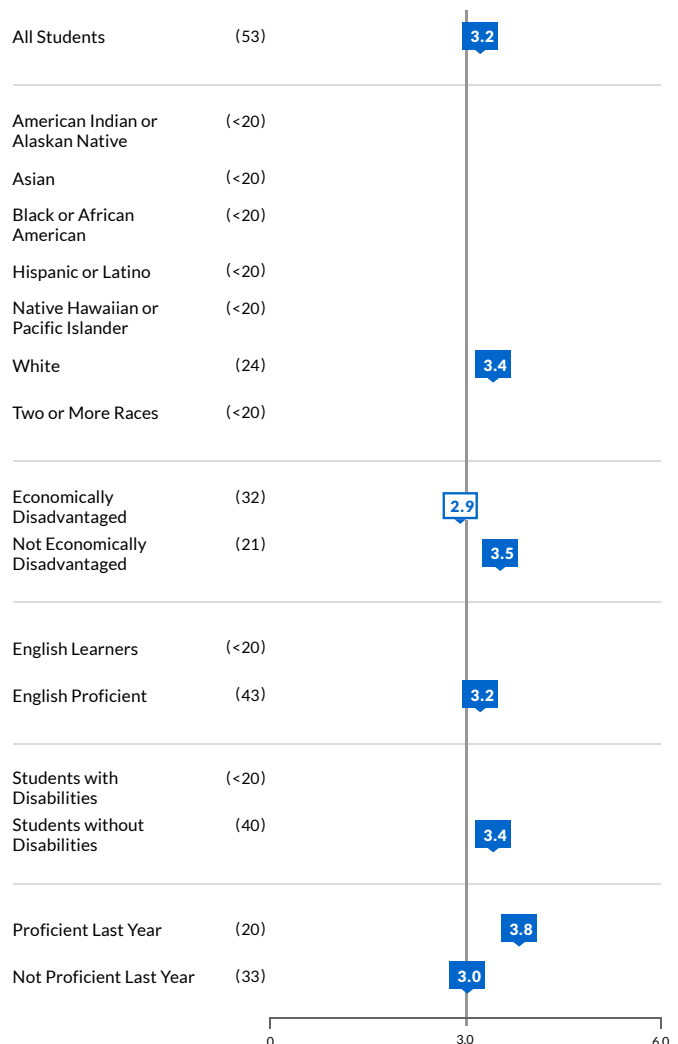 All Students (53) 3.2
American Indian or (<20)
Alaskan Native
Asian (<20)
Black or African (<20)
American
Hispanic or Latino (<20)
Native Hawaiian or (<20)
Pacific Islander
White (24) 3.4
Two or More Races (<20)
Economically (32) 2.9
Disadvantaged
Not Economically (21) 3.5
Disadvantaged
English Learners (<20)
English Proficient (43) 3.2
Students with (<20)
Disabilities
Students without (40) 3.4
Disabilities
Proficient Last Year (20) 3.8
Not Proficient Last Year (33) 3.0
0 3.0 6.0